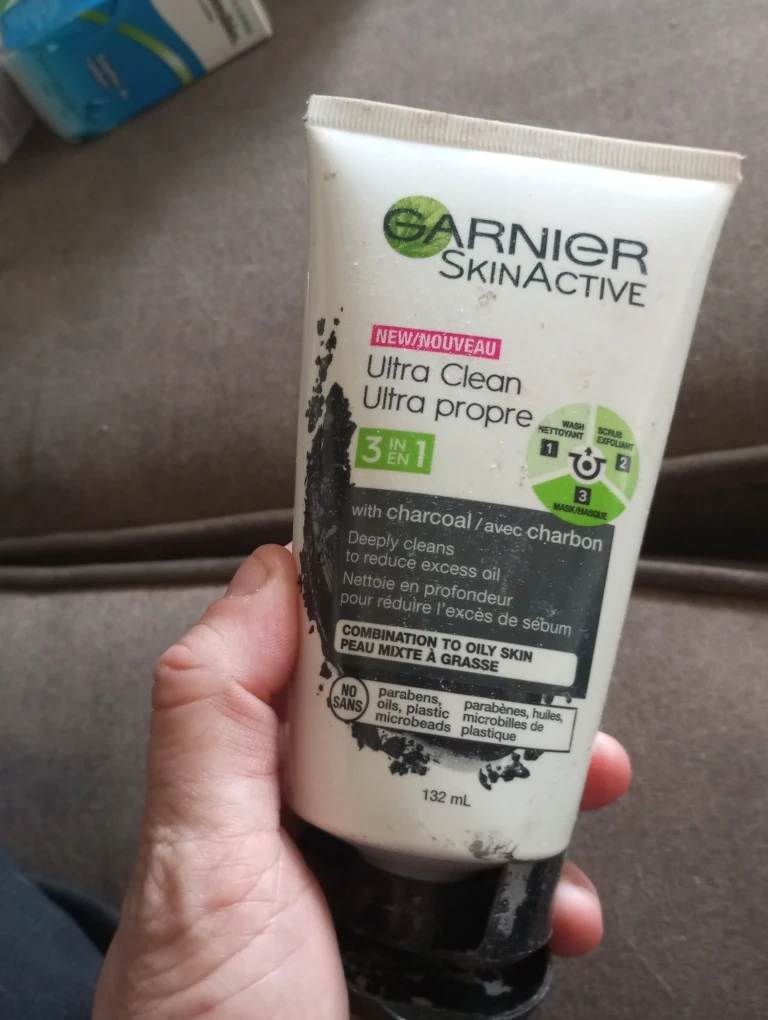 GARNIER
SKINACTIVE
NEW/NOUVEAU
Ultra Clean
Ultra propre
3 IN EN 1
WASH
NETTOYANT
1
SCRUB
EXFOLIANT
2
3
MASK/MASQUE
with charcoal / avec charbon
Deeply cleans
to reduce excess oil
Nettoie en profondeur
pour réduire l'excès de sébum
COMBINATION TO OILY SKIN
PEAU MIXTE À GRASSE
NO
SANS
parabens,
oils, plastic
microbeads
parabènes, huiles,
microbilles de
plastique
132 mL